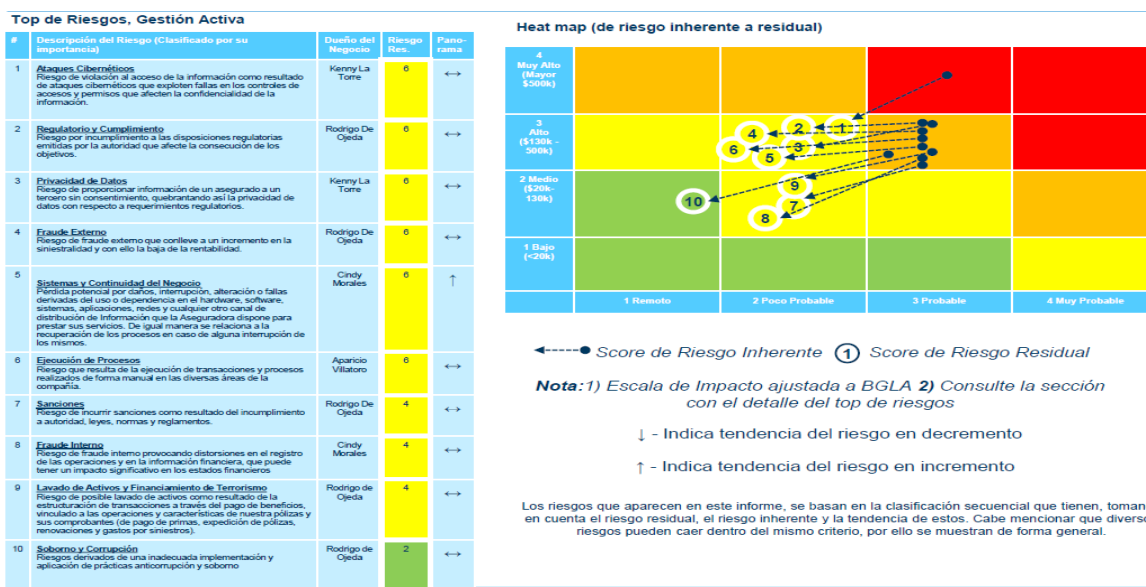 Top de Riesgos, Gestión Activa
# Descripción del Riesgo (Clasificado por su importancia) Dueño del Negocio Riesgo Res. Pano-rama
1 Ataques Cibernéticos Kenny La Torre 6 ↔
Riesgo de violación al acceso de la información como resultado
de ataques cibernéticos que exploten fallas en los controles de
accesos y permisos que afecten la confidencialidad de la
información.
2 Regulatorio y Cumplimiento Rodrigo De Ojeda 6 ↔
Riesgo por incumplimiento a las disposiciones regulatorias
emitidas por la autoridad que afecte la consecución de los
objetivos.
3 Privacidad de Datos Kenny La Torre 6 ↔
Riesgo de proporcionar información de un asegurado a un
tercero sin consentimiento, quebrantando así la privacidad de
datos con respecto a requerimientos regulatorios.
4 Fraude Externo Rodrigo De Ojeda 6 ↔
Riesgo de fraude externo que conlleve a un incremento en la
siniestralidad y con ello la baja de la rentabilidad.
5 Sistemas y Continuidad del Negocio Cindy Morales 6 ↑
Pérdida potencial por daños, interrupción, alteración o fallas
derivadas del uso o dependencia en el hardware, software,
sistemas, aplicaciones, redes y cualquier otro canal de
distribución de Información que la Aseguradora dispone para
prestar sus servicios. De igual manera se relaciona a la
recuperación de los procesos en caso de alguna interrupción de
los mismos.
6 Ejecución de Procesos Aparicio Villatoro 6 ↔
Riesgo que resulta de la ejecución de transacciones y procesos
realizados de forma manual en las diversas áreas de la
compañía.
7 Sanciones Rodrigo De Ojeda 4 ↔
Riesgo de incurrir sanciones como resultado del incumplimiento
a autoridad, leyes, normas y reglamentos.
8 Fraude Interno Cindy Morales 4 ↔
Riesgo de fraude interno provocando distorsiones en el registro
de las operaciones y en la información financiera, que puede
tener un impacto significativo en los estados financieros
9 Lavado de Activos y Financiamiento de Terrorismo Rodrigo de Ojeda 4 ↔
Riesgo de posible lavado de activos como resultado de la
estructuración de transacciones a través del pago de beneficios,
vinculado a las operaciones y características de nuestra pólizas y
sus comprobantes (de pago de primas, expedición de pólizas,
renovaciones y gastos por siniestros).
10 Soborno y Corrupción Rodrigo de Ojeda 2 ↔
Riesgos derivados de una inadecuada implementación y
aplicación de prácticas anticorrupción y soborno
Heat map (de riesgo inherente a residual)
4
Muy Alto
(Mayor
$500k)
3
Alto
($130k -
500k)
4 2 1
6 5 3
2 Medio
($20k-
130k)
10 9
8 7
1 Bajo
(<20k)
1 Remoto 2 Poco Probable 3 Probable 4 Muy Probable
Score de Riesgo Inherente 1 Score de Riesgo Residual
Nota:1) Escala de Impacto ajustada a BGLA 2) Consulte la sección
con el detalle del top de riesgos
↓ - Indica tendencia del riesgo en decremento
↑ - Indica tendencia del riesgo en incremento
Los riesgos que aparecen en este informe, se basan en la clasificación secuencial que tienen, toman
en cuenta el riesgo residual, el riesgo inherente y la tendencia de estos. Cabe mencionar que divers
riesgos pueden caer dentro del mismo criterio, por ello se muestran de forma general.